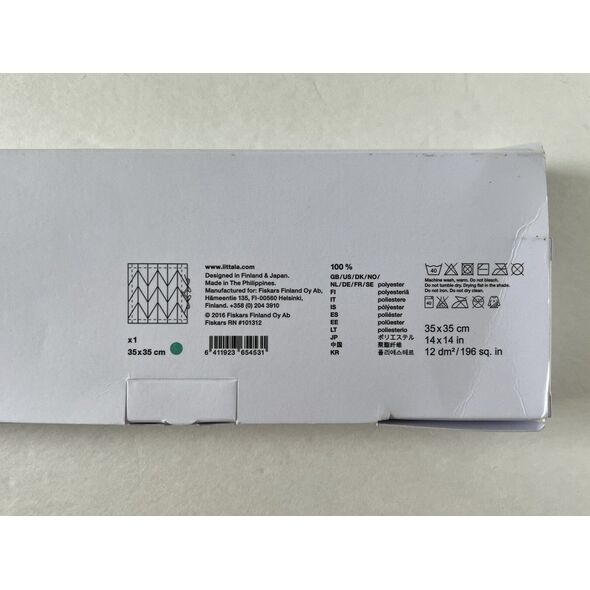 x1
35x35 cm
www.iittala.com
Designed in Finland & Japan.
Made in The Philippines.
Manufactured for: Fiskars Finland Oy Ab,
Hämeentie 135, FI-00560 Helsinki,
Finland. +358 (0) 204 3910
© 2016 Fiskars Finland Oy Ab
Fiskars RN #101312
6 411923 654531
100 %
GB/US/DK/NO/
NL/DE/FR/SE polyester
FI polyesteriä
IT poliestere
IS pólýester
ES poliéster
EE polüester
LT poliesterio
JP ポリエステル
中国 聚酯纤维
KR 폴리에스테르
40
Machine wash, warm. Do not bleach.
Do not tumble dry. Drying flat in the shade.
Iron medium. Do not dry clean.
40
35x35 cm
14x14 in
12 dm²/196 sq. in